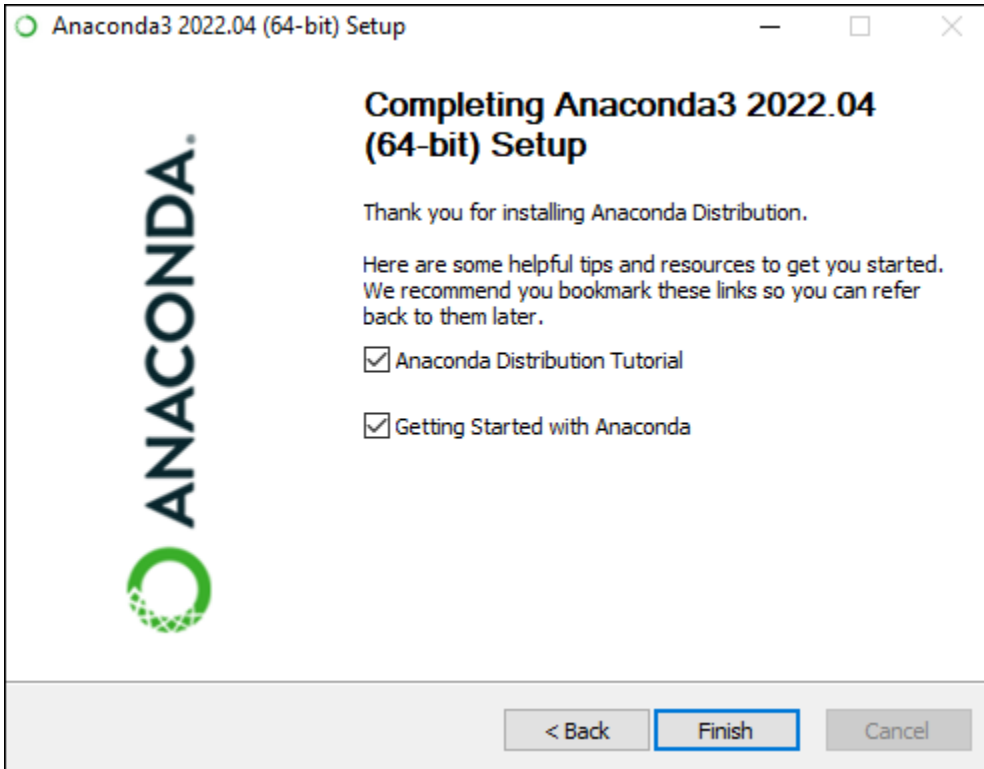 Anaconda3 2022.04 (64-bit) Setup
Completing Anaconda3 2022.04
(64-bit) Setup
ANACONDA.
Thank you for installing Anaconda Distribution.
Here are some helpful tips and resources to get you started.
We recommend you bookmark these links so you can refer
back to them later.
Anaconda Distribution Tutorial
Getting Started with Anaconda
< Back
Finish
Cancel